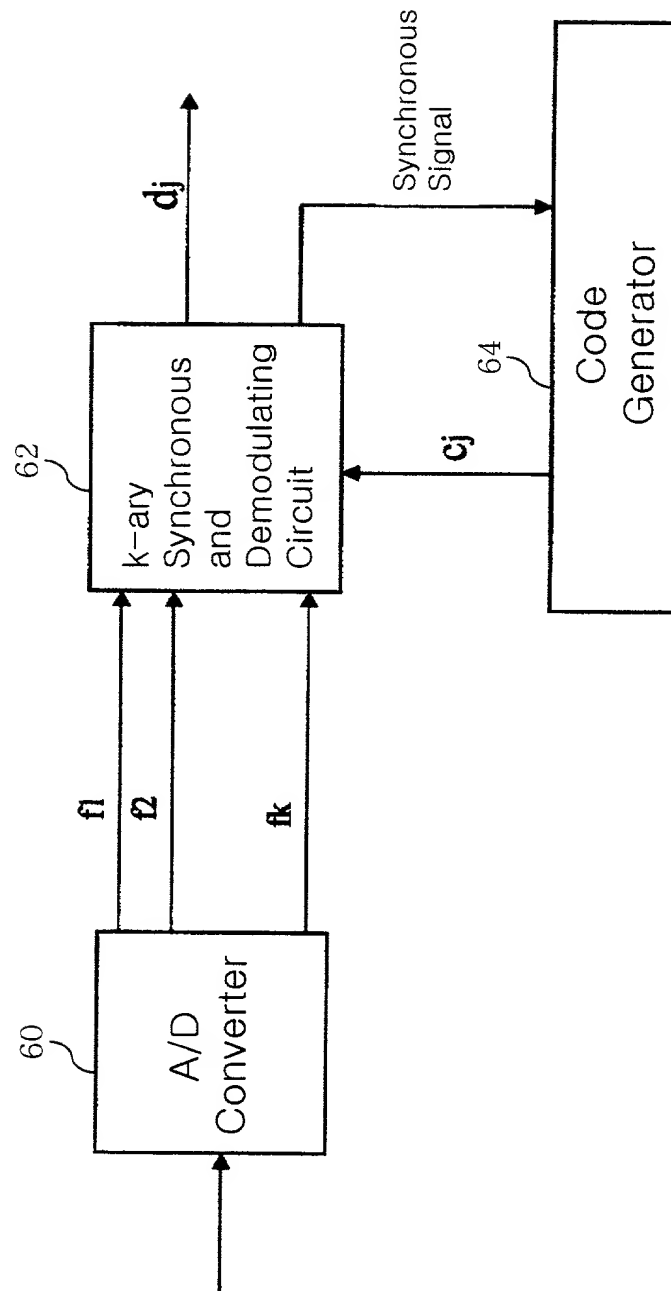 60
A/D
Converter
f1
f2
fk
62
k-ary
Synchronous
and
Demodulating
Circuit
dj
Synchronous
Signal
cj
64
Code
Generator